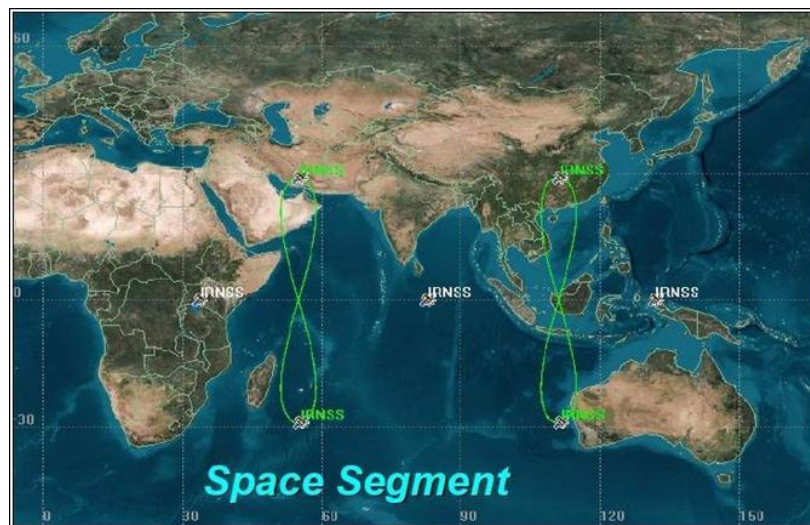 60
IRNSS IRNSS
0 IRNSS IRNSS IRNSS
-30 IRNSS IRNSS
Space Segment
0 30 60 90 120 150